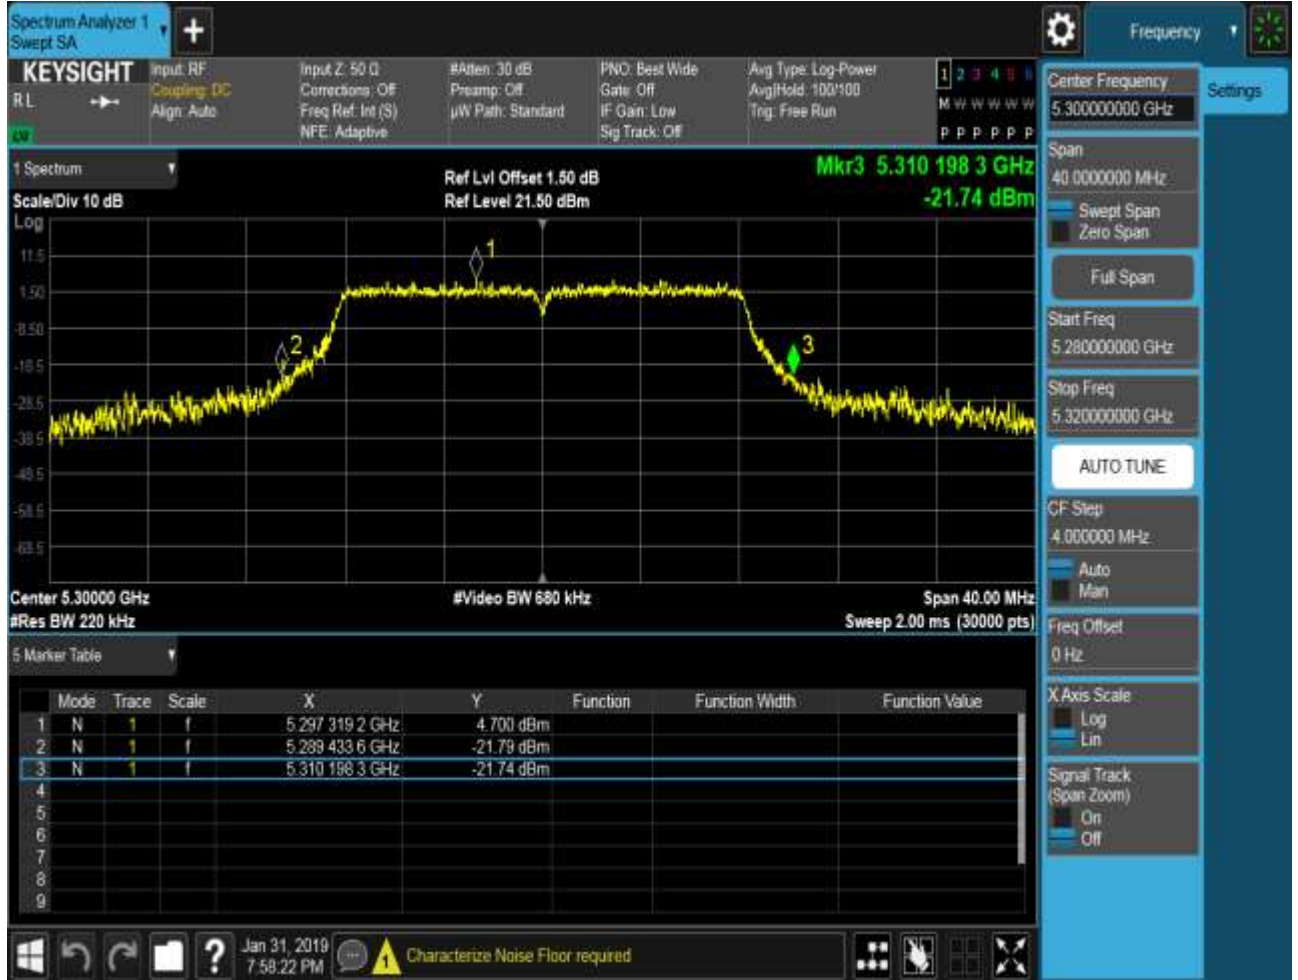 Spectrum Analyzer 1
Swept SA
Frequency
KEYSIGHT
R L
Input: RF
Coupling: DC
Align: Auto
Input Z: 50 Ω
Corrections: Off
Freq Ref: Int (S)
NFE: Adaptive
#Atten: 30 dB
Preamp: Off
µW Path: Standard
PNO: Best Wide
Gate: Off
IF Gain: Low
Sig Track: Off
Avg Type: Log-Power
Avg|Hold: 100/100
Trig: Free Run
1 2 3 4 5 6
M W W W W W
P P P P P P
1 Spectrum
Scale/Div 10 dB
Ref Lvl Offset 1.50 dB
Ref Level 21.50 dBm
Mkr3 5.310 198 3 GHz
-21.74 dBm
Log
11.5
1.50
-8.50
-18.5
-28.5
-38.5
-48.5
-58.5
-68.5
1
2
3
Center 5.30000 GHz
#Video BW 680 kHz
Span 40.00 MHz
#Res BW 220 kHz
Sweep 2.00 ms (30000 pts)
5 Marker Table
Mode Trace Scale X Y Function Function Width Function Value
1 N 1 f 5.297 319 2 GHz 4.700 dBm
2 N 1 f 5.289 433 6 GHz -21.79 dBm
3 N 1 f 5.310 198 3 GHz -21.74 dBm
4
5
6
7
8
9
Center Frequency
5.300000000 GHz
Settings
Span
40.0000000 MHz
Swept Span
Zero Span
Full Span
Start Freq
5.280000000 GHz
Stop Freq
5.320000000 GHz
AUTO TUNE
CF Step
4.000000 MHz
Auto
Man
Freq Offset
0 Hz
X Axis Scale
Log
Lin
Signal Track
(Span Zoom)
On
Off
?
Jan 31, 2019
7:58:22 PM
1
Characterize Noise Floor required